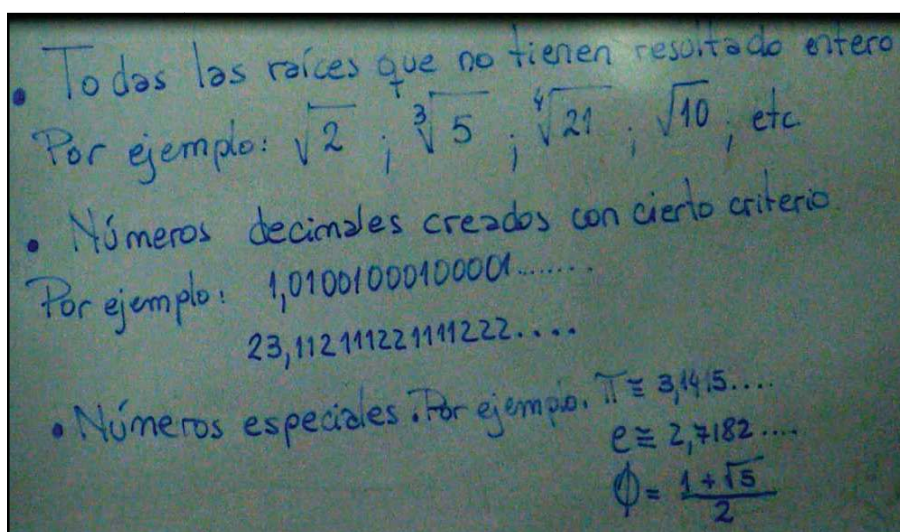 • Todas las raíces que no tienen resultado entero
Por ejemplo: √2 ; ∛5 ; ∜21 ; √10 ; etc.
• Números decimales creados con cierto criterio.
Por ejemplo: 1,01001000100001.......
23,112111221111222....
• Números especiales. Por ejemplo. π ≅ 3,1415....
e ≅ 2,7182....
ϕ = (1+√5)/2